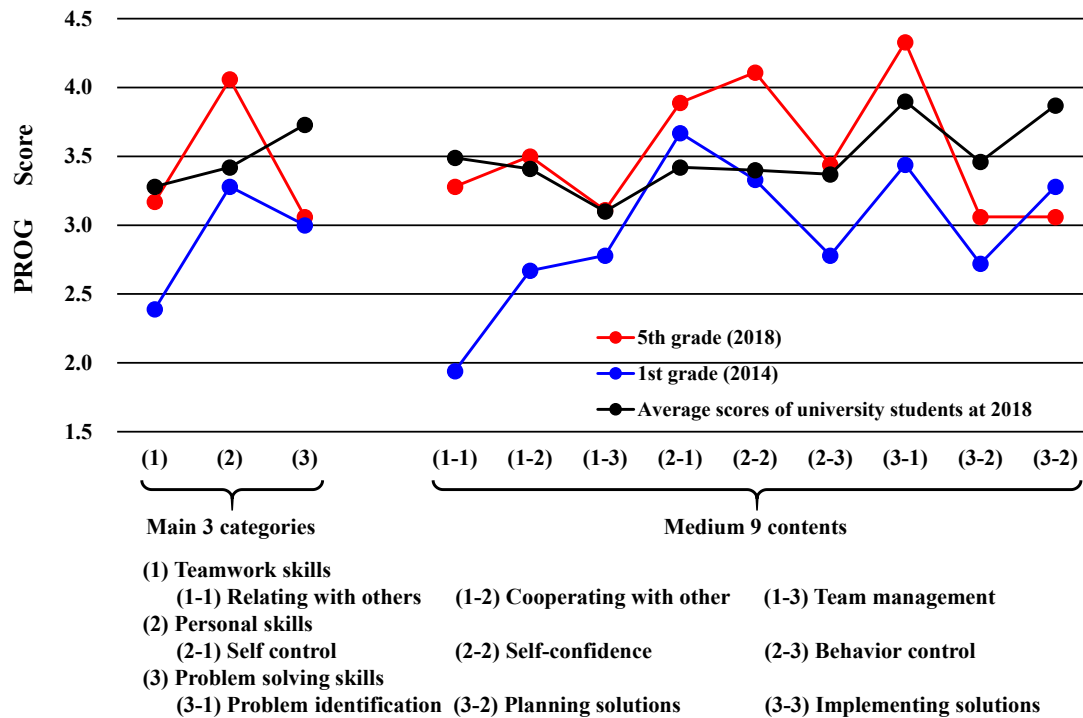 4.5
4.0
3.5
3.0
2.5
2.0
1.5
PROG Score
5th grade (2018)
1st grade (2014)
Average scores of university students at 2018
(1) (2) (3) (1-1) (1-2) (1-3) (2-1) (2-2) (2-3) (3-1) (3-2) (3-2)
Main 3 categories Medium 9 contents
(1) Teamwork skills
(1-1) Relating with others (1-2) Cooperating with other (1-3) Team management
(2) Personal skills
(2-1) Self control (2-2) Self-confidence (2-3) Behavior control
(3) Problem solving skills
(3-1) Problem identification (3-2) Planning solutions (3-3) Implementing solutions